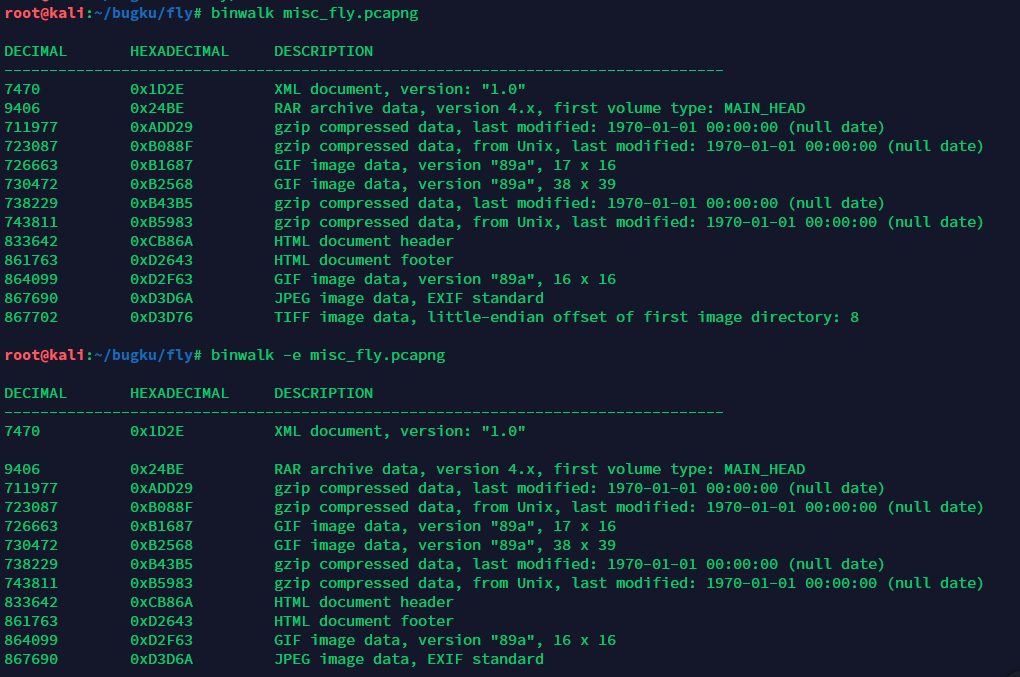 root@kali:~/bugku/fly# binwalk misc_fly.pcapng
DECIMAL HEXADECIMAL DESCRIPTION
--------------------------------------------------------------------------------
7470 0x1D2E XML document, version: "1.0"
9406 0x24BE RAR archive data, version 4.x, first volume type: MAIN_HEAD
711977 0xADD29 gzip compressed data, last modified: 1970-01-01 00:00:00 (null date)
723087 0xB088F gzip compressed data, from Unix, last modified: 1970-01-01 00:00:00 (null date)
726663 0xB1687 GIF image data, version "89a", 17 x 16
730472 0xB2568 GIF image data, version "89a", 38 x 39
738229 0xB43B5 gzip compressed data, last modified: 1970-01-01 00:00:00 (null date)
743811 0xB5983 gzip compressed data, from Unix, last modified: 1970-01-01 00:00:00 (null date)
833642 0xCB86A HTML document header
861763 0xD2643 HTML document footer
864099 0xD2F63 GIF image data, version "89a", 16 x 16
867690 0xD3D6A JPEG image data, EXIF standard
867702 0xD3D76 TIFF image data, little-endian offset of first image directory: 8
root@kali:~/bugku/fly# binwalk -e misc_fly.pcapng
DECIMAL HEXADECIMAL DESCRIPTION
--------------------------------------------------------------------------------
7470 0x1D2E XML document, version: "1.0"
9406 0x24BE RAR archive data, version 4.x, first volume type: MAIN_HEAD
711977 0xADD29 gzip compressed data, last modified: 1970-01-01 00:00:00 (null date)
723087 0xB088F gzip compressed data, from Unix, last modified: 1970-01-01 00:00:00 (null date)
726663 0xB1687 GIF image data, version "89a", 17 x 16
730472 0xB2568 GIF image data, version "89a", 38 x 39
738229 0xB43B5 gzip compressed data, last modified: 1970-01-01 00:00:00 (null date)
743811 0xB5983 gzip compressed data, from Unix, last modified: 1970-01-01 00:00:00 (null date)
833642 0xCB86A HTML document header
861763 0xD2643 HTML document footer
864099 0xD2F63 GIF image data, version "89a", 16 x 16
867690 0xD3D6A JPEG image data, EXIF standard